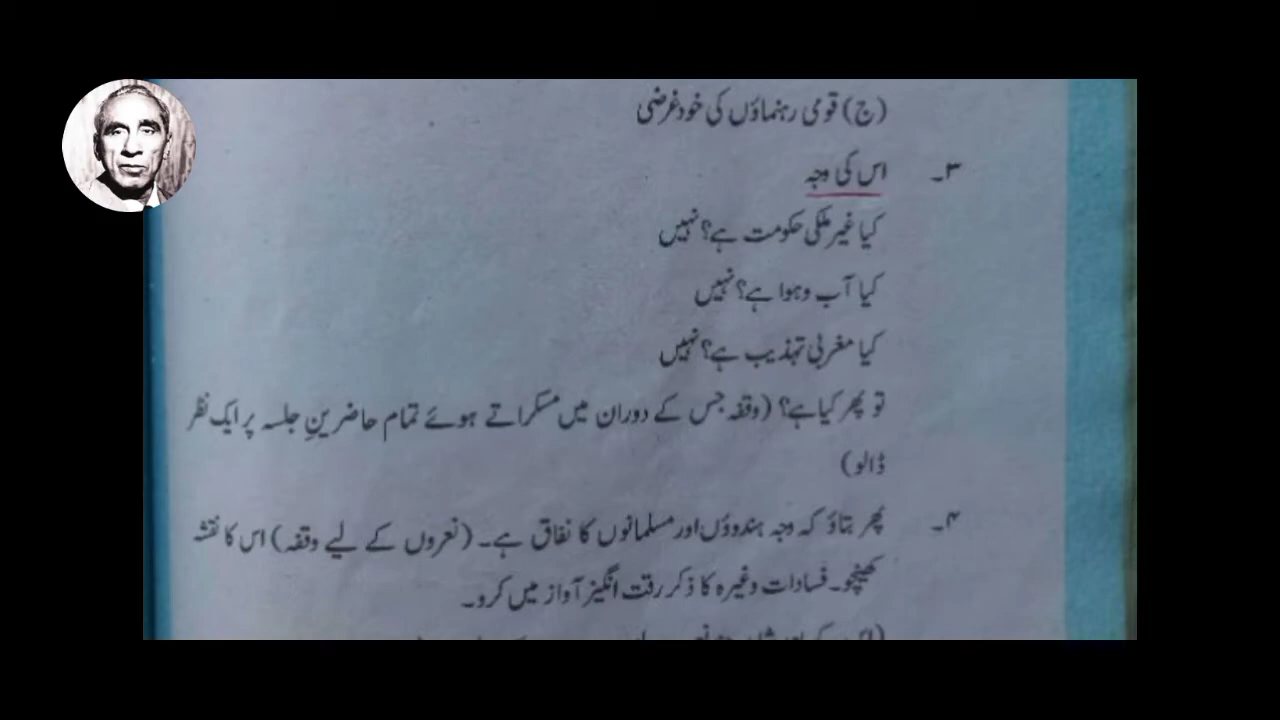 (ج) قومی رہنماؤں کی خودغرضی
۳۔ اس کی وجہ
کیا غیر ملکی حکومت ہے؟ نہیں
کیا آب وہوا ہے؟ نہیں
کیا مغربی تہذیب ہے؟ نہیں
تو پھر کیا ہے؟ (وقفہ جس کے دوران میں مسکراتے ہوئے تمام حاضرینِ جلسہ پر ایک نظر
ڈالو)
۴۔ پھر بتاؤ کہ وجہ ہندوؤں اور مسلمانوں کا نفاق ہے۔ (نعروں کے لیے وقفہ) اس کا نقشہ
کھینچو۔ فسادات وغیرہ کا ذکر رقت انگیز آواز میں کرو۔